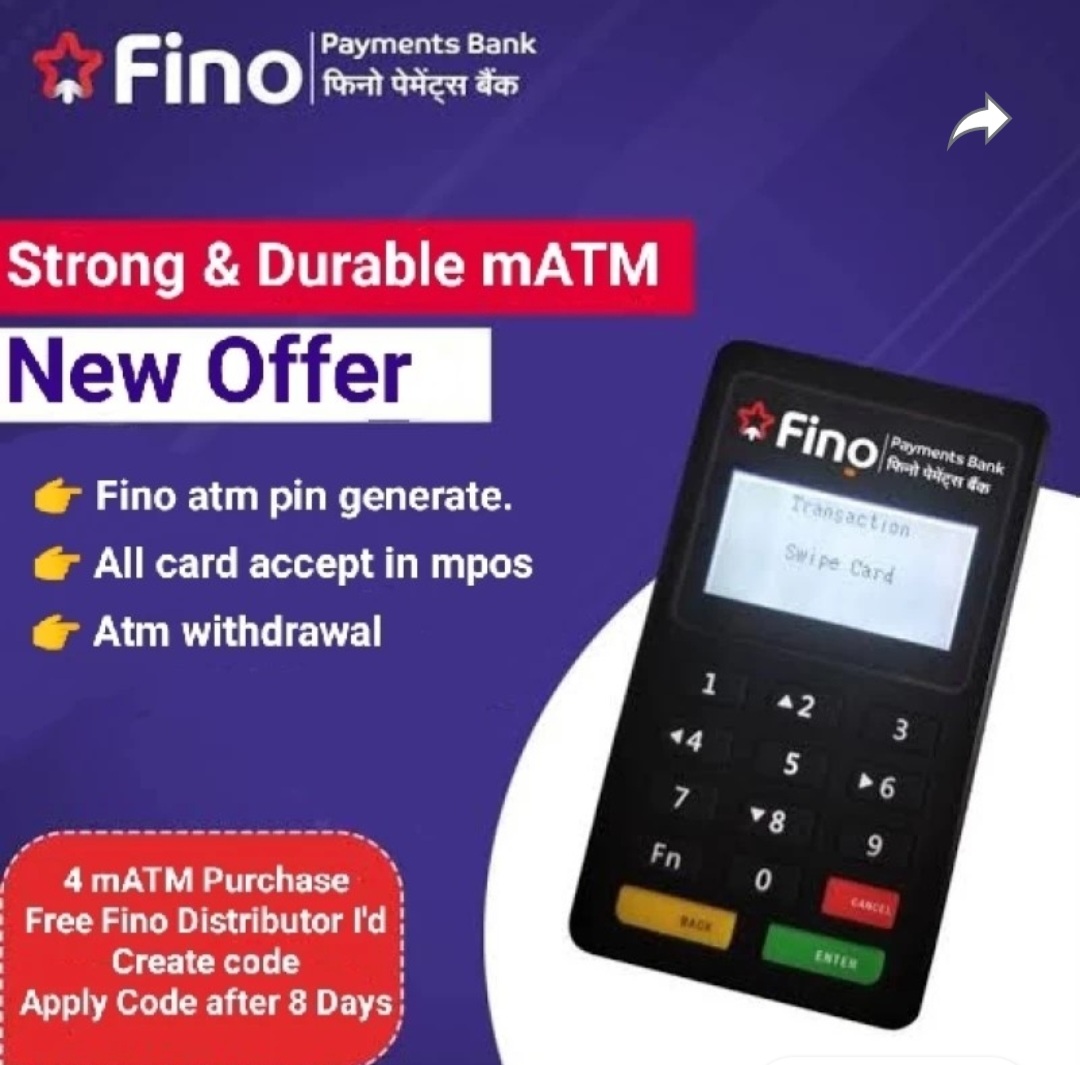 Fino
Payments Bank
फिनो पेमेंट्स बैंक
Strong & Durable mATM
New Offer
👉 Fino atm pin generate.
👉 All card accept in mpos
👉 Atm withdrawal
4 mATM Purchase
Free Fino Distributor I'd
Create code
Apply Code after 8 Days
Fino
Payments Bank
फिनो पेमेंट्स बैंक
Transaction
Swipe Card
1 ▲2 3
◀4 5 ▶6
7 ▼8 9
Fn 0 CANCEL
BACK ENTER